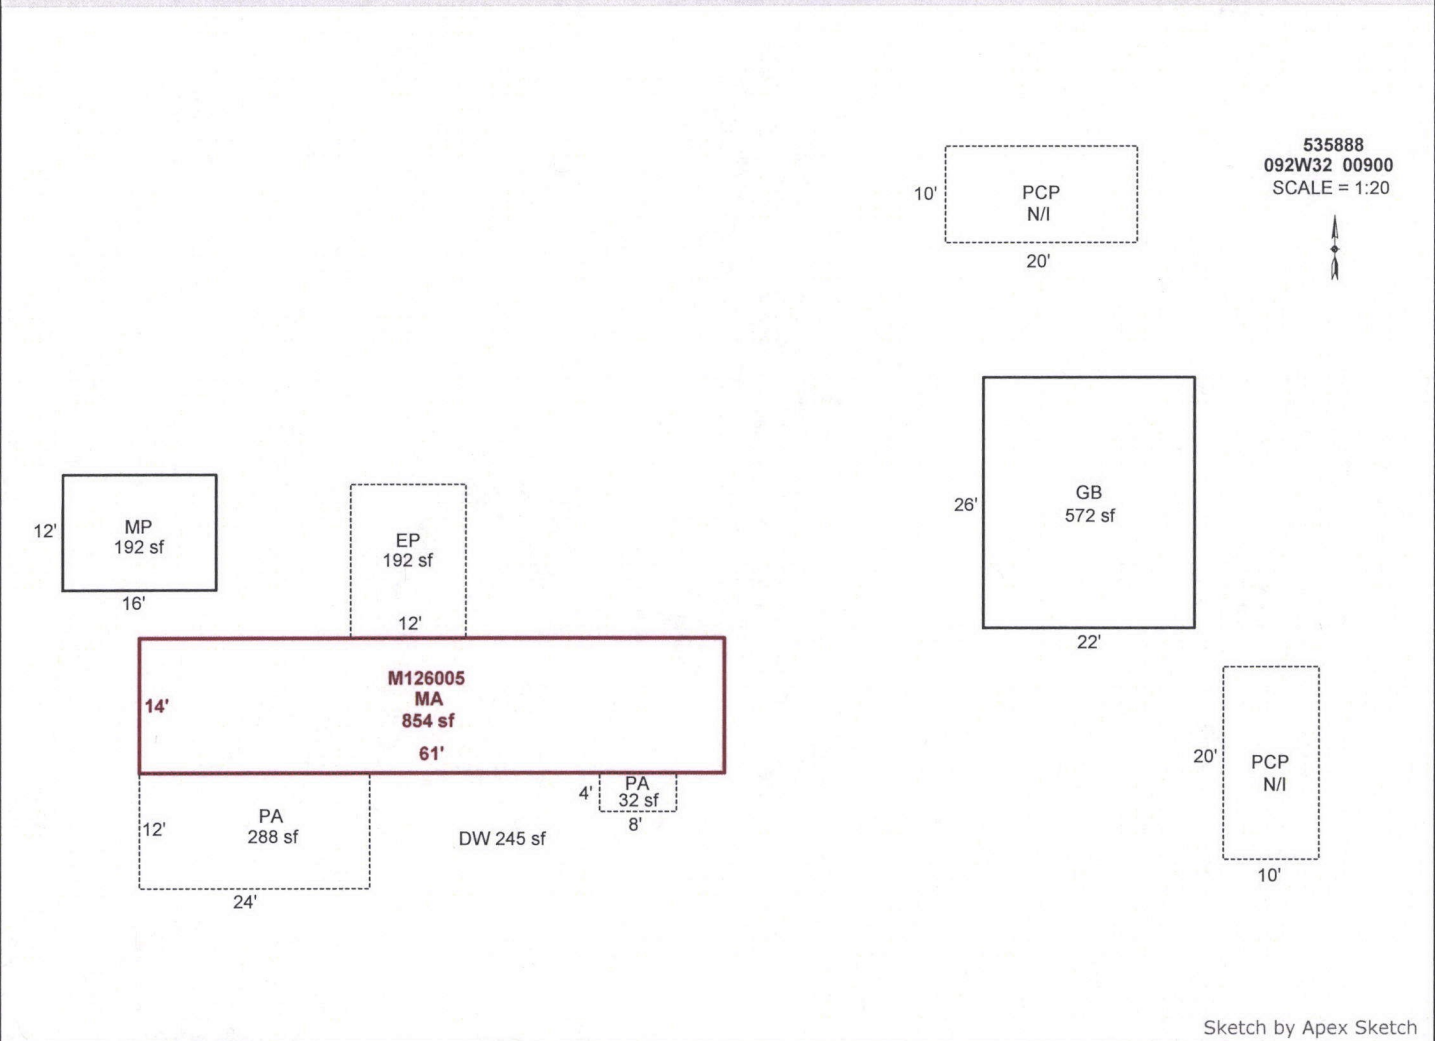 535888
092W32 00900
SCALE = 1:20
10'
PCP
N/I
20'
26'
GB
572 sf
22'
12'
MP
192 sf
16'
EP
192 sf
12'
M126005
MA
854 sf
14'
61'
20'
PCP
N/I
10'
12'
PA
288 sf
24'
DW 245 sf
4'
PA
32 sf
8'
Sketch by Apex Sketch